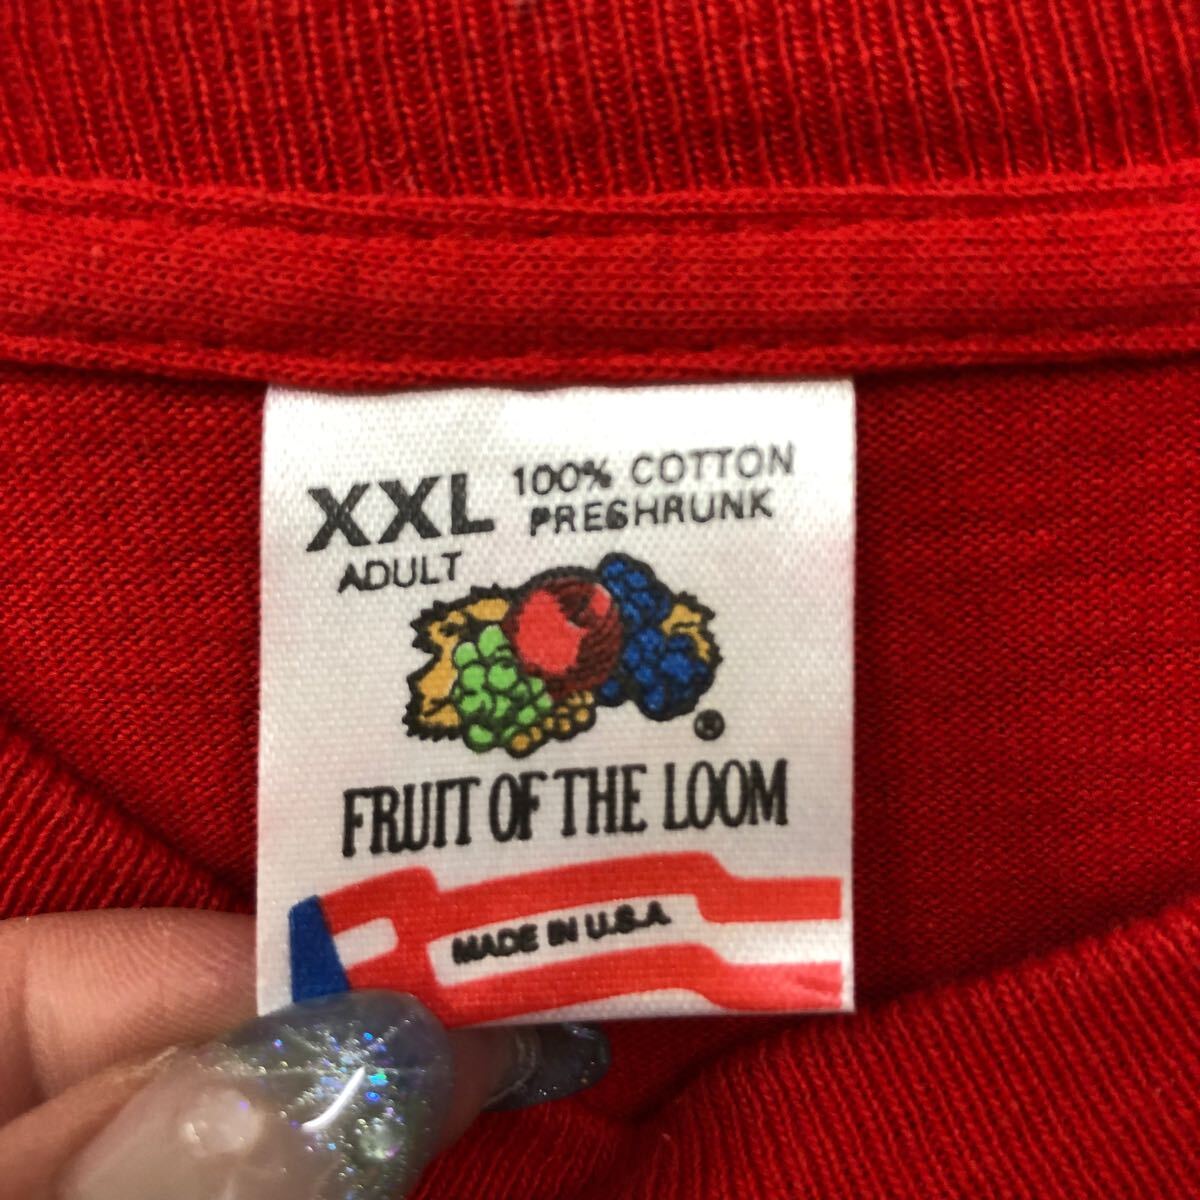 XXL
ADULT
100% COTTON
PRESHRUNK
®
FRUIT OF THE LOOM
MADE IN U.S.A.